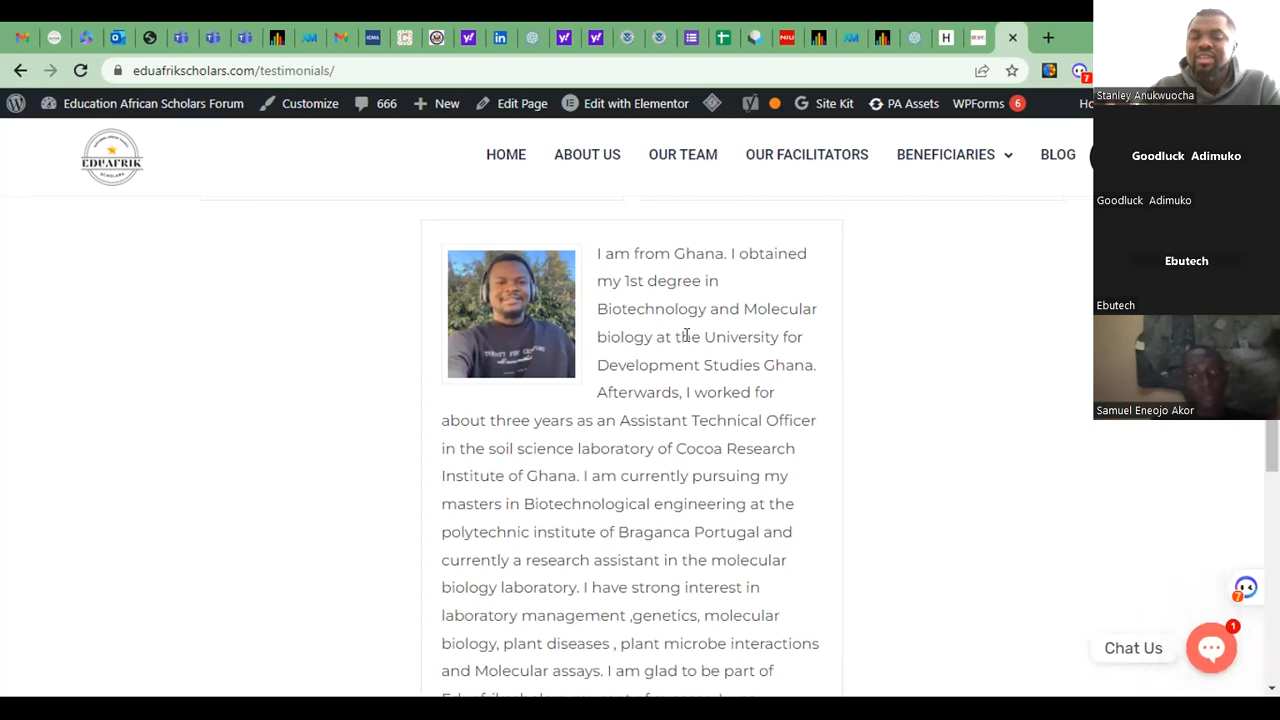 eduafrikscholars.com/testimonials/
7
Education African Scholars Forum
Customize
666
New
Edit Page
Edit with Elementor
Site Kit
PA Assets
WPForms
6
Ho
EDUAFRIK
SCHOLARS
HOME
ABOUT US
OUR TEAM
OUR FACILITATORS
BENEFICIARIES
BLOG
I am from Ghana. I obtained
my 1st degree in
Biotechnology and Molecular
biology at the University for
Development Studies Ghana.
Afterwards, I worked for
about three years as an Assistant Technical Officer
in the soil science laboratory of Cocoa Research
Institute of Ghana. I am currently pursuing my
masters in Biotechnological engineering at the
polytechnic institute of Braganca Portugal and
currently a research assistant in the molecular
biology laboratory. I have strong interest in
laboratory management ,genetics, molecular
biology, plant diseases , plant microbe interactions
and Molecular assays. I am glad to be part of
7
Chat Us
1
Stanley Anukwuocha
Goodluck Adimuko
Goodluck Adimuko
Ebutech
Ebutech
Samuel Eneojo Akor